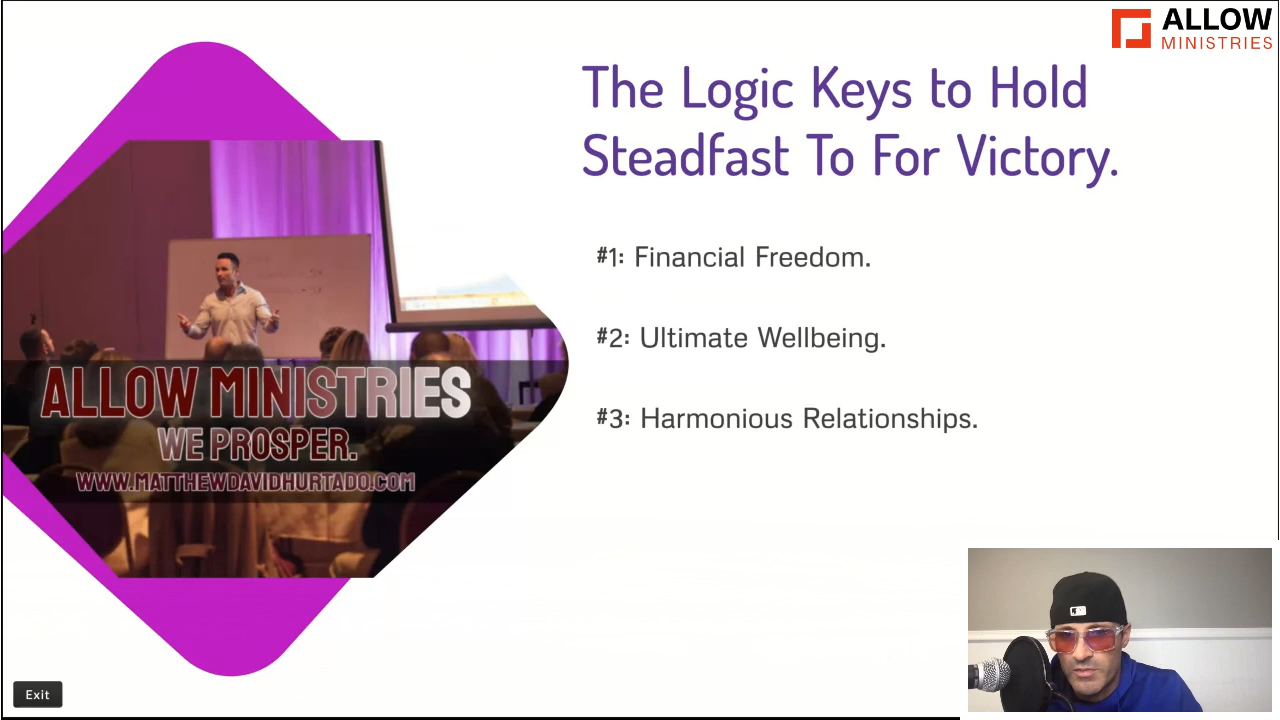 ALLOW
MINISTRIES
The Logic Keys to Hold
Steadfast To For Victory.
#1: Financial Freedom.
#2: Ultimate Wellbeing.
#3: Harmonious Relationships.
ALLOW MINISTRIES
WE PROSPER.
WWW.MATTHEWDAVIDHURTADO.COM
Exit